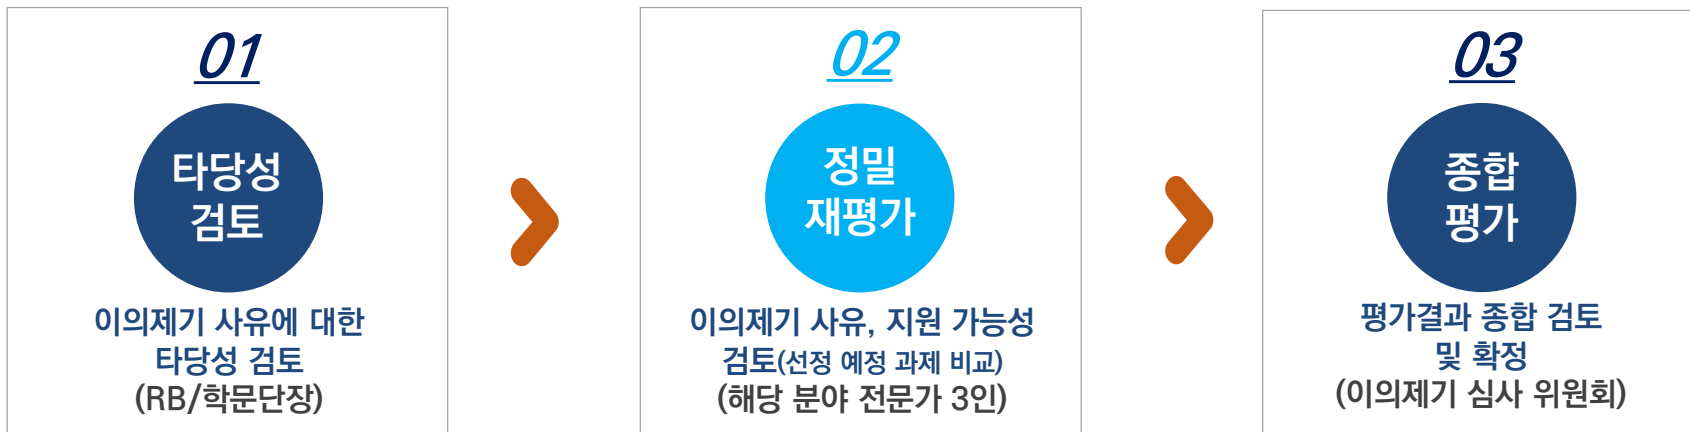 01
타당성
검토
이의제기 사유에 대한
타당성 검토
(RB/학문단장)
02
정밀
재평가
이의제기 사유, 지원 가능성
검토(선정 예정 과제 비교)
(해당 분야 전문가 3인)
03
종합
평가
평가결과 종합 검토
및 확정
(이의제기 심사 위원회)